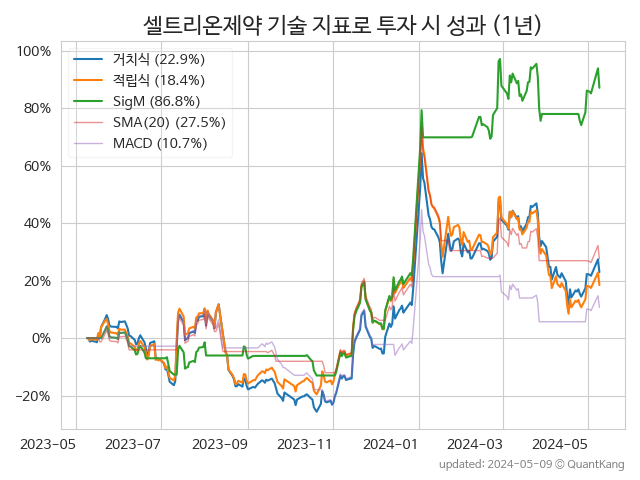 셀트리온제약 기술 지표로 투자 시 성과 (1년)
100%
80%
60%
40%
20%
0%
−20%
거치식 (22.9%)
적립식 (18.4%)
SigM (86.8%)
SMA(20) (27.5%)
MACD (10.7%)
2023-05 2023-07 2023-09 2023-11 2024-01 2024-03 2024-05
updated: 2024-05-09 © QuantKang